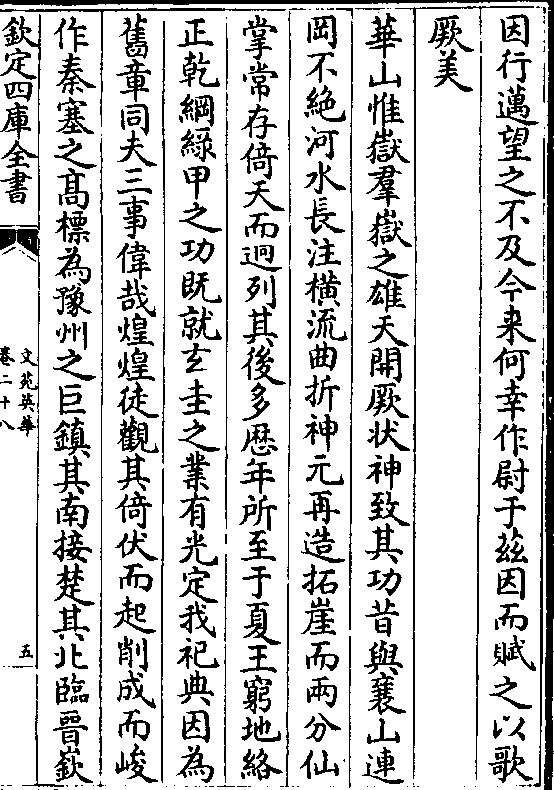 因行邁望之不及今来何幸作尉于茲因而賦之以歌
厥美
華山惟嶽羣嶽之雄天開厥状神致其功昔與襄山連
岡不絶河水長注横流曲折神元再造拓崖而兩分仙
掌常存倚天而迥列其後多歴年所至于夏王窮地絡
正乾綱緑甲之功既就玄圭之業有光定我祀典因為
舊章同夫三事偉哉煌煌徒觀其倚伏而起削成而峻
作秦塞之髙標為豫州之巨鎮其南接楚其北臨晉嶔
欽定四庫全書
文苑英華
卷二十八
五